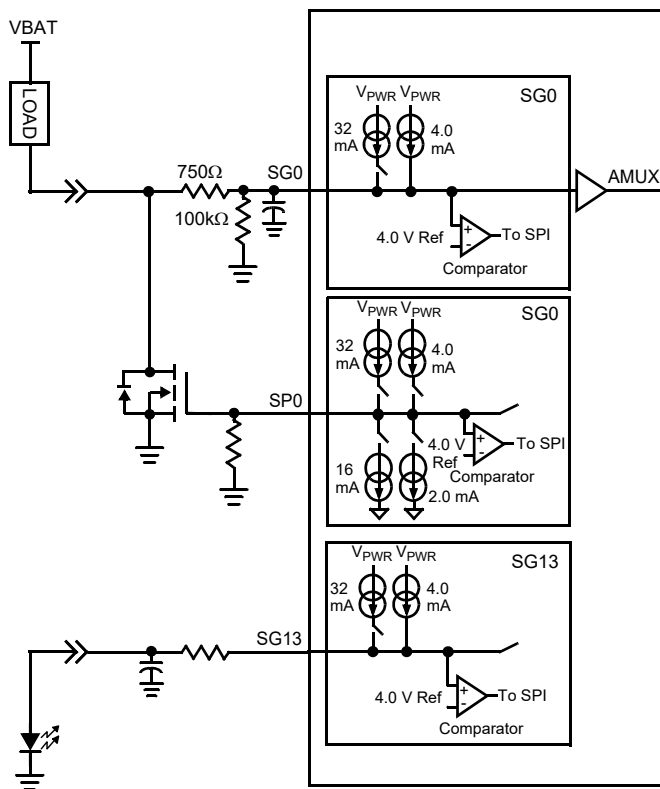 VBAT
LOAD
750Ω
100kΩ
SG0
VPWR VPWR
SG0
32 mA
4.0 mA
AMUX
4.0 V Ref
+
-
To SPI
Comparator
VPWR VPWR
SG0
32 mA
4.0 mA
SP0
16 mA
2.0 mA
4.0 V Ref
+
-
To SPI
Comparator
VPWR VPWR
SG13
32 mA
4.0 mA
SG13
4.0 V Ref
+
-
To SPI
Comparator